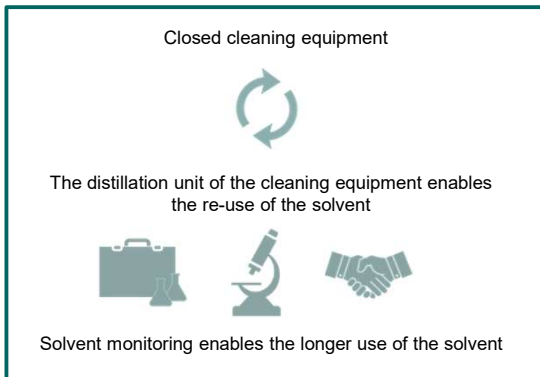 Closed cleaning equipment
The distillation unit of the cleaning equipment enables
the re-use of the solvent
Solvent monitoring enables the longer use of the solvent